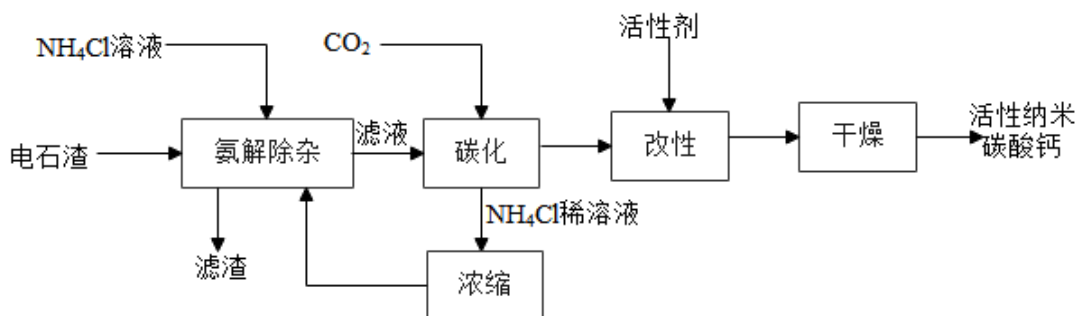 NH₄Cl溶液
CO₂
活性剂
电石渣
氨解除杂
滤液
碳化
改性
干燥
活性纳米
碳酸钙
滤渣
NH₄Cl稀溶液
浓缩